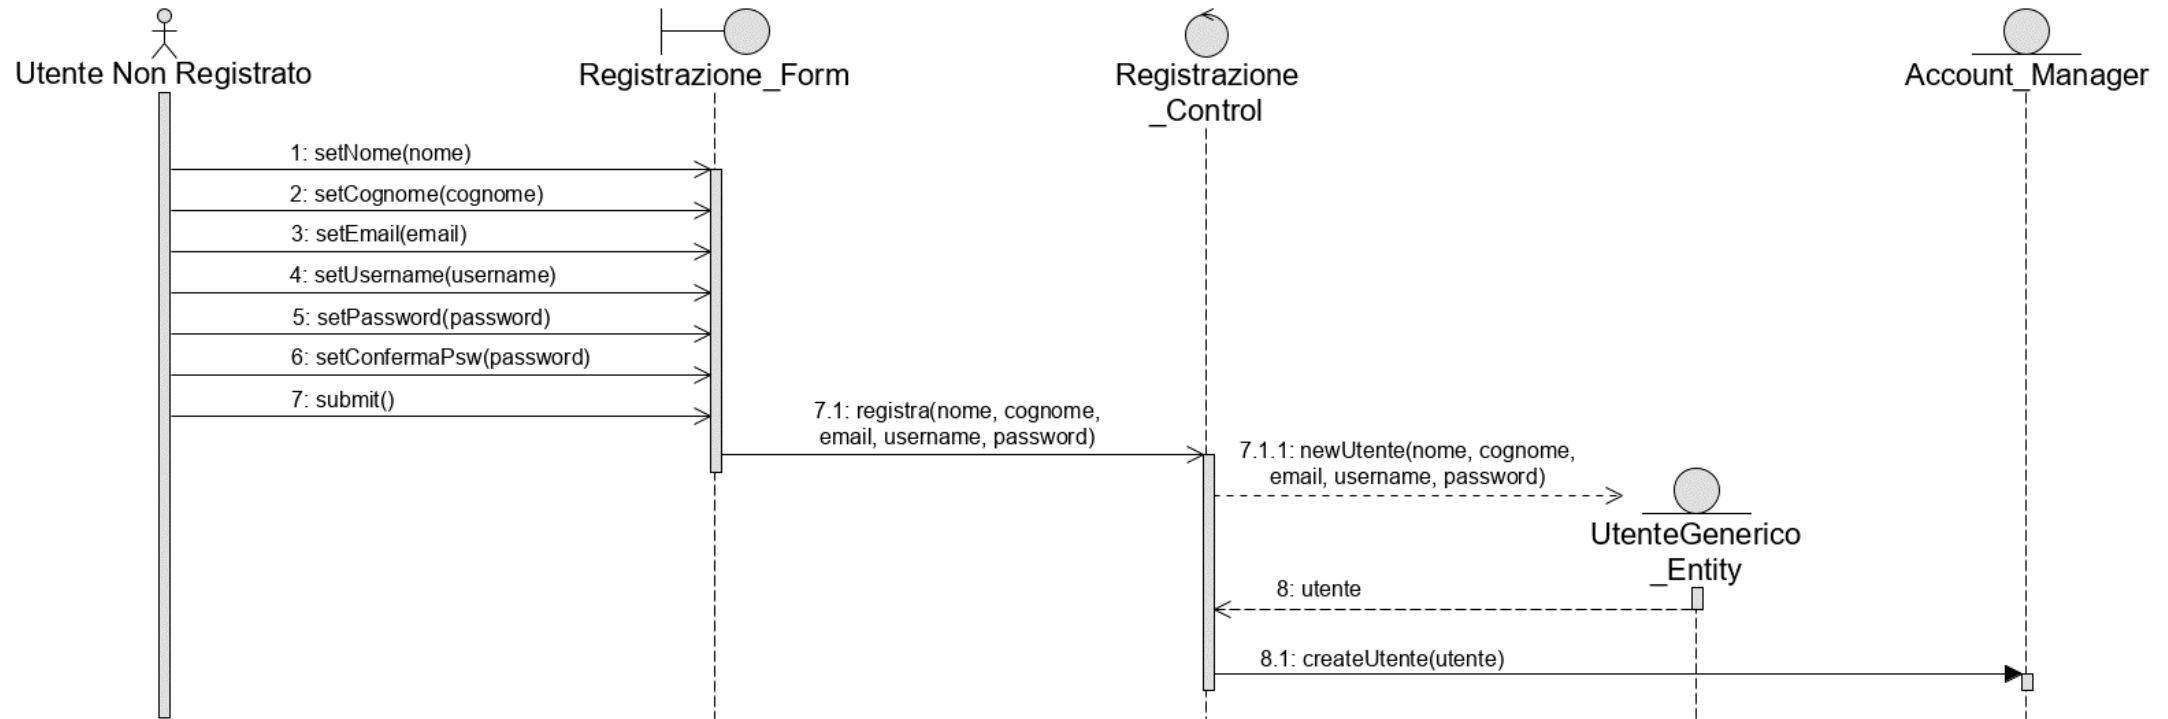 Utente Non Registrato
Registrazione_Form
Registrazione
_Control
Account_Manager
1: setNome(nome)
2: setCognome(cognome)
3: setEmail(email)
4: setUsername(username)
5: setPassword(password)
6: setConfermaPsw(password)
7: submit()
7.1: registra(nome, cognome,
email, username, password)
7.1.1: newUtente(nome, cognome,
email, username, password)
UtenteGenerico
_Entity
8: utente
8.1: createUtente(utente)